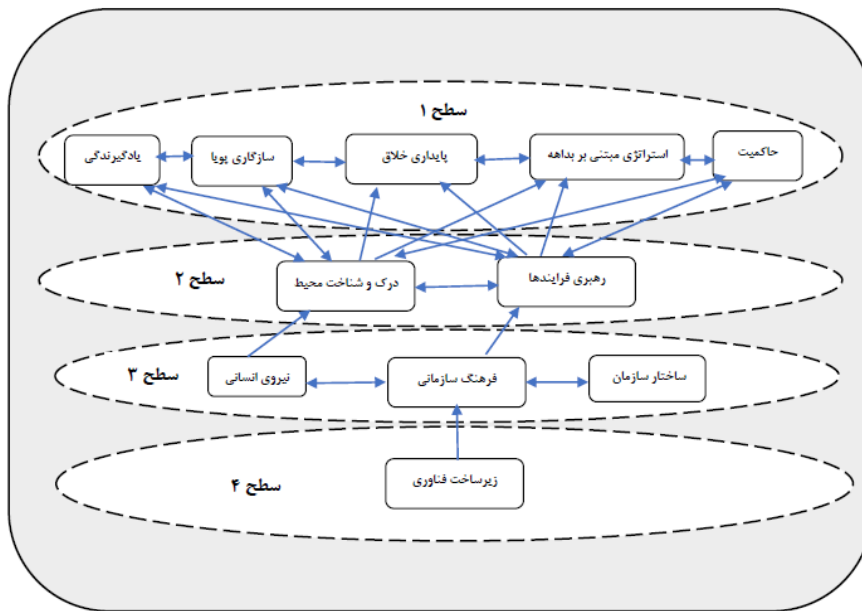 سطح ۱
حاکمیت
استراتژی مبتنی بر بداهه
پایداری خلاق
سازگاری پویا
یادگیرندگی
سطح ۲
رهبری فرایندها
درک و شناخت محیط
سطح ۳
ساختار سازمان
فرهنگ سازمانی
نیروی انسانی
سطح ۴
زیرساخت فناوری